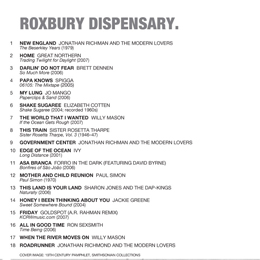 ROXBURY DISPENSARY.
1 NEW ENGLAND JONATHAN RICHMAN AND THE MODERN LOVERS
The Beserkley Years (1979)
2 HOME GREAT NORTHERN
Trading Twilight for Daylight (2007)
3 DARLIN' DO NOT FEAR BRETT DENNEN
So Much More (2006)
4 PAPA KNOWS SPIGGA
061105: The Mixtape (2005)
5 MY LUNG JO MANGO
Paperclips & Sand (2006)
6 SHAKE SUGAREE ELIZABETH COTTEN
Shake Sugaree (2004, recorded 1960s)
7 THE WORLD THAT I WANTED WILLY MASON
If the Ocean Gets Rough (2007)
8 THIS TRAIN SISTER ROSETTA THARPE
Sister Rosetta Tharpe, Vol. 3 (1946–47)
9 GOVERNMENT CENTER JONATHAN RICHMAN AND THE MODERN LOVERS
10 EDGE OF THE OCEAN IVY
Long Distance (2001)
11 ASA BRANCA FORRO IN THE DARK (FEATURING DAVID BYRNE)
Bonfires of São João (2006)
12 MOTHER AND CHILD REUNION PAUL SIMON
Paul Simon (1972)
13 THIS LAND IS YOUR LAND SHARON JONES AND THE DAP-KINGS
Naturally (2005)
14 HONEY I BEEN THINKING ABOUT YOU JACKIE GREENE
Sweet Somewhere Bound (2004)
15 FRIDAY GOLDSPOT (A.R. RAHMAN REMIX)
KCRWmusic.com (2007)
16 ALL IN GOOD TIME RON SEXSMITH
Time Being (2006)
17 WHEN THE RIVER MOVES ON WILLY MASON
18 ROADRUNNER JONATHAN RICHMOND AND THE MODERN LOVERS
COVER IMAGE: 19TH CENTURY PAMPHLET, SMITHSONIAN COLLECTIONS